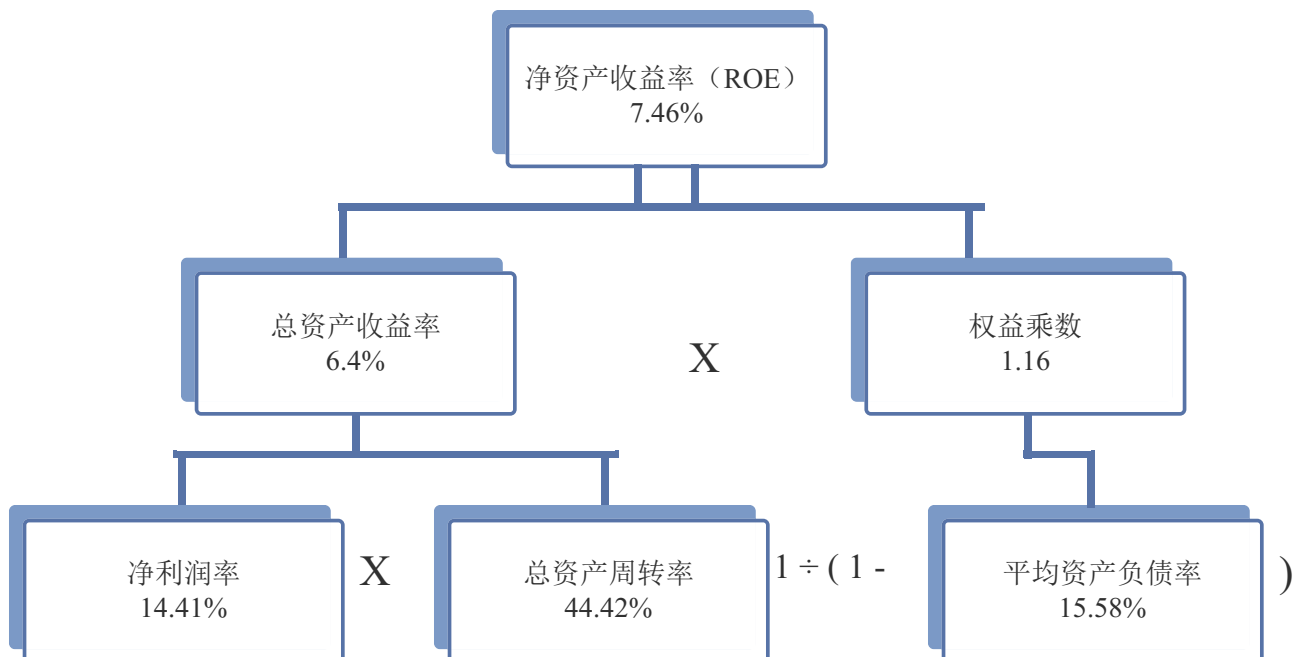 净资产收益率（ROE）
7.46%
总资产收益率
6.4%
X
权益乘数
1.16
净利润率
14.41%
X
总资产周转率
44.42%
1 ÷ ( 1 -
平均资产负债率
15.58%
)